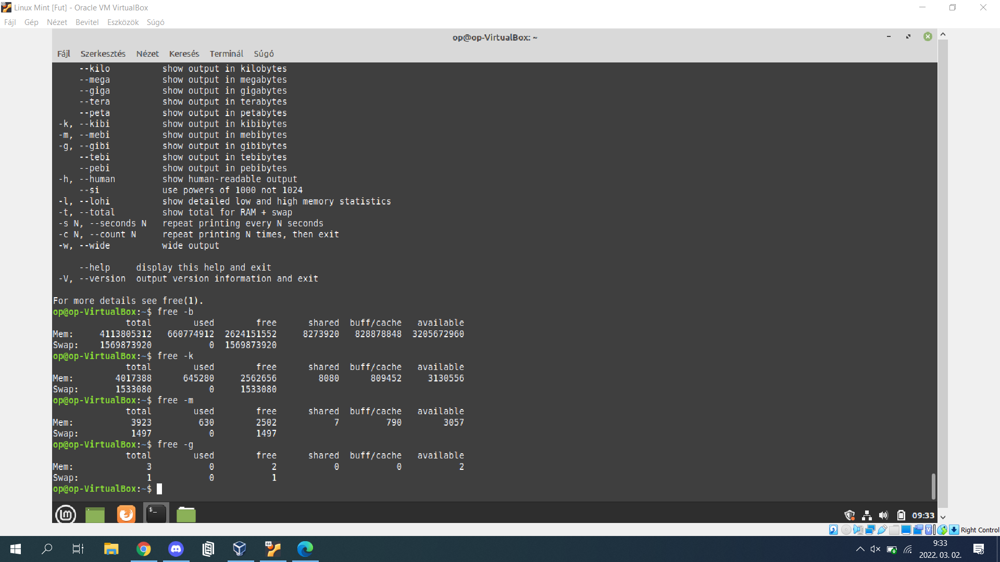 Linux Mint [Fut] - Oracle VM VirtualBox
Fájl Gép Nézet Bevitel Eszközök Súgó
op@op-VirtualBox: ~
Fájl Szerkesztés Nézet Keresés Terminál Súgó
     --kilo          show output in kilobytes
     --mega          show output in megabytes
     --giga          show output in gigabytes
     --tera          show output in terabytes
     --peta          show output in petabytes
 -k, --kibi          show output in kibibytes
 -m, --mebi          show output in mebibytes
 -g, --gibi          show output in gibibytes
     --tebi          show output in tebibytes
     --pebi          show output in pebibytes
 -h, --human         show human-readable output
     --si            use powers of 1000 not 1024
 -l, --lohi          show detailed low and high memory statistics
 -t, --total         show total for RAM + swap
 -s N, --seconds N   repeat printing every N seconds
 -c N, --count N     repeat printing N times, then exit
 -w, --wide          wide output
     --help     display this help and exit
 -V, --version  output version information and exit
For more details see free(1).
op@op-VirtualBox:~$ free -b
              total        used        free      shared  buff/cache   available
Mem:     4113805312   660774912  2624151552     8273920   828878848  3205672960
Swap:    1569873920           0  1569873920
op@op-VirtualBox:~$ free -k
              total        used        free      shared  buff/cache   available
Mem:        4017388      645280     2562656        8080      809452     3130556
Swap:       1533080           0     1533080
op@op-VirtualBox:~$ free -m
              total        used        free      shared  buff/cache   available
Mem:           3923         630        2502           7         790        3057
Swap:          1497           0        1497
op@op-VirtualBox:~$ free -g
              total        used        free      shared  buff/cache   available
Mem:              3           0           2           0           0           2
Swap:             1           0           1
op@op-VirtualBox:~$
09:33
Right Control
9:33
2022. 03. 02.